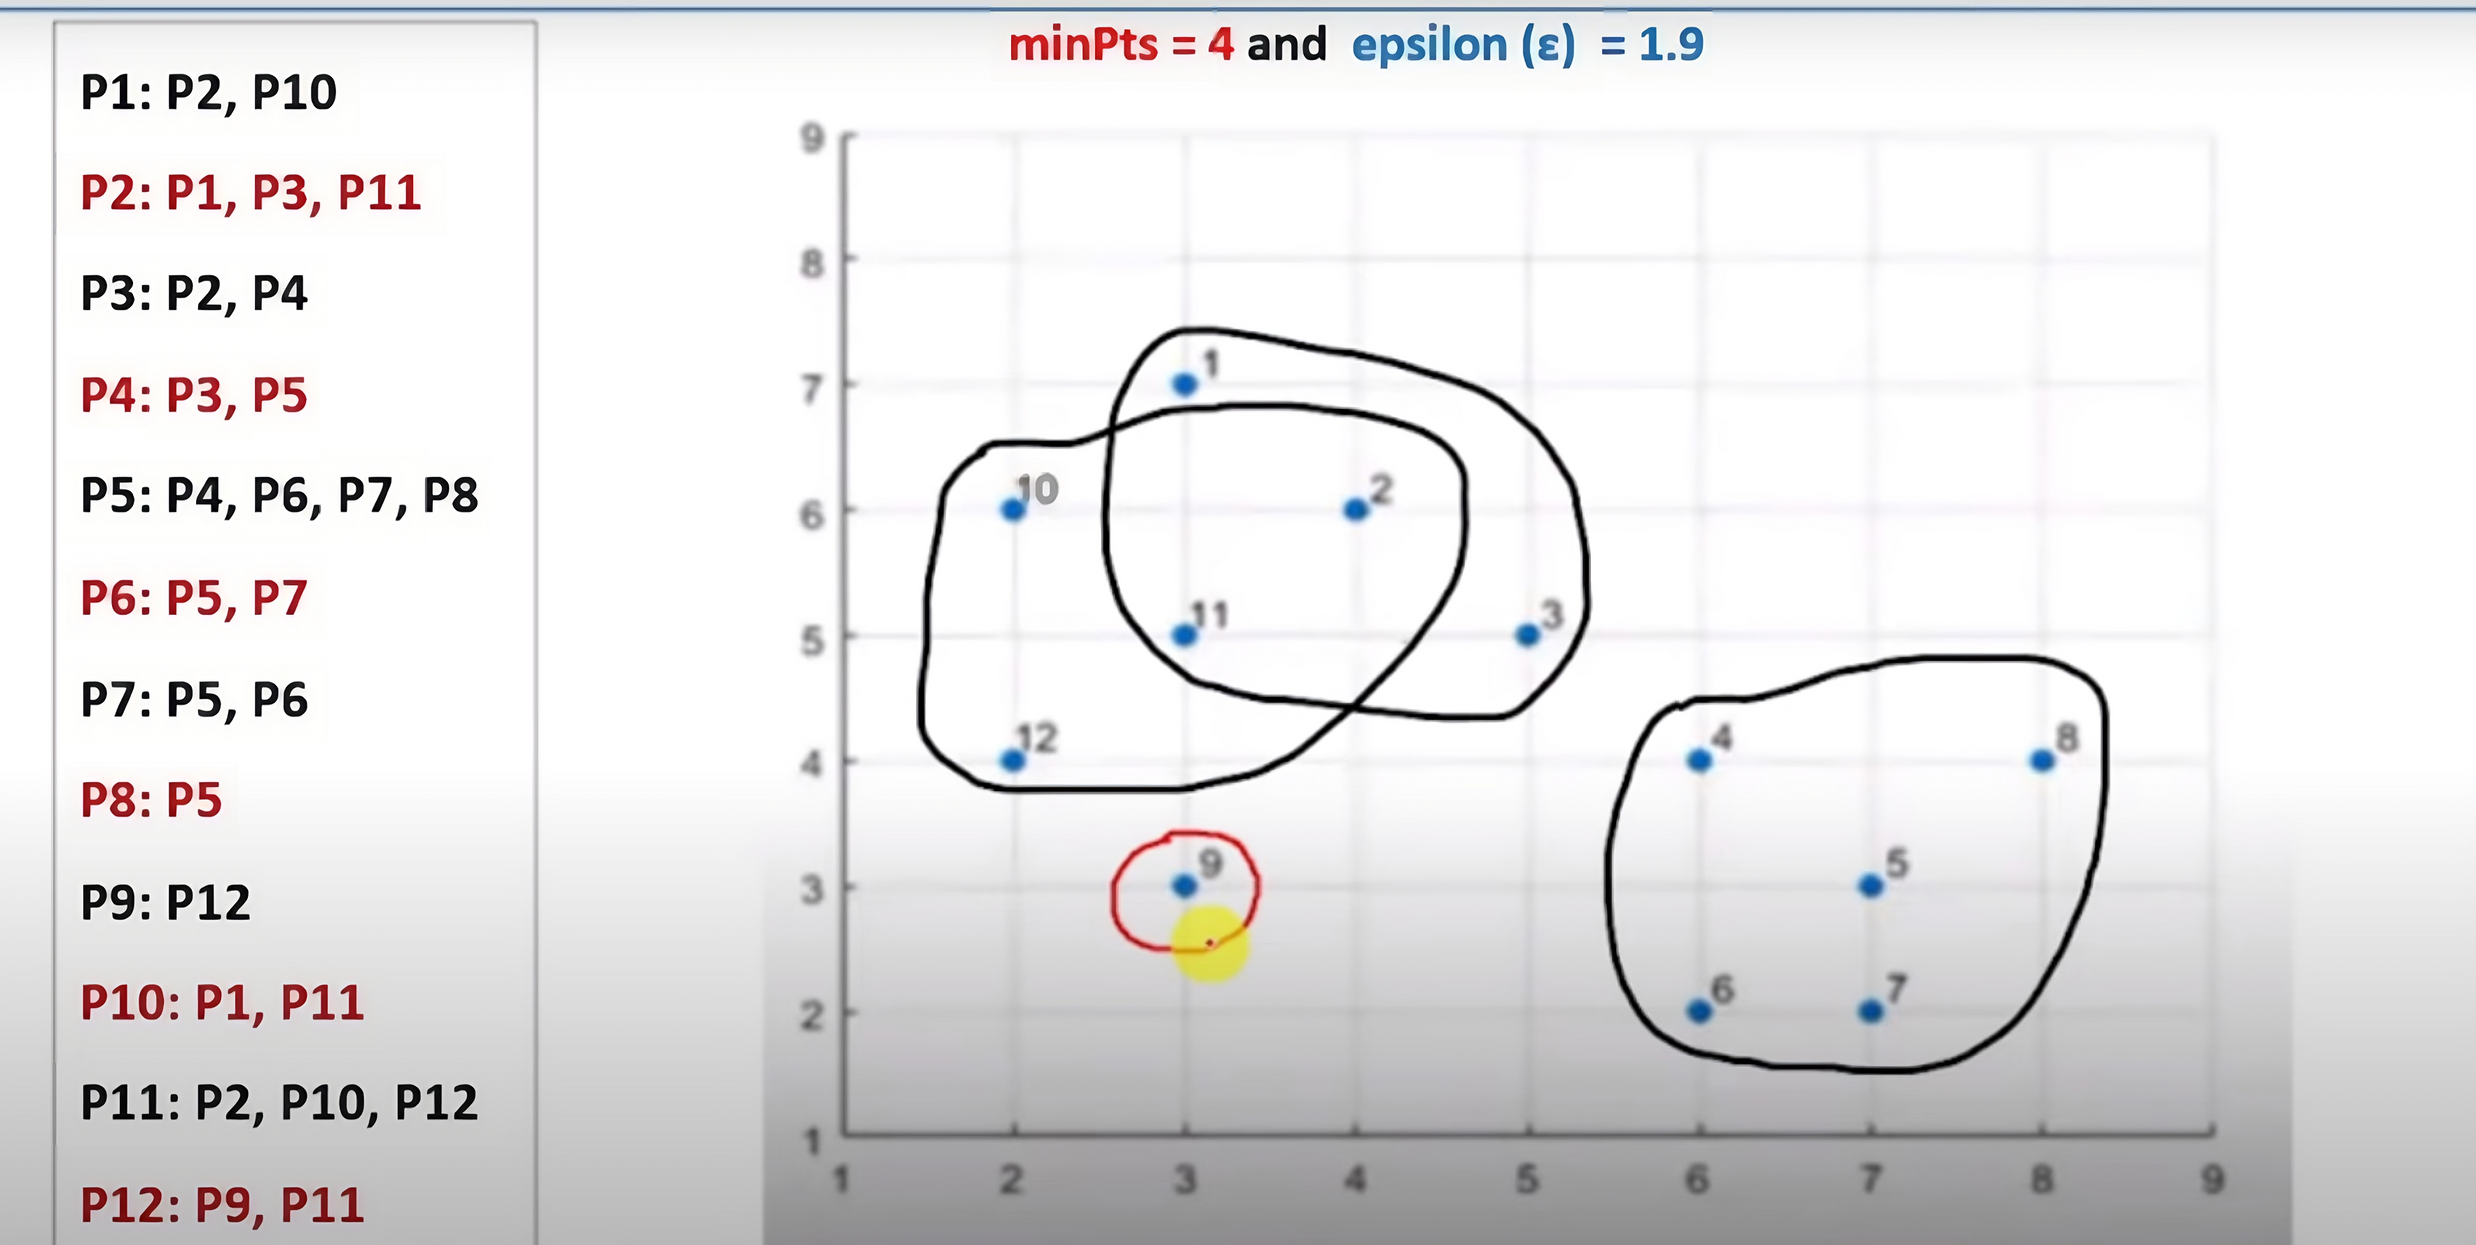 minPts = 4 and epsilon (ε) = 1.9
P1: P2, P10
P2: P1, P3, P11
P3: P2, P4
P4: P3, P5
P5: P4, P6, P7, P8
P6: P5, P7
P7: P5, P6
P8: P5
P9: P12
P10: P1, P11
P11: P2, P10, P12
P12: P9, P11
9
8
7
6
5
4
3
2
1
1
10
2
11
3
12
4
8
9
5
6
7
1 2 3 4 5 6 7 8 9